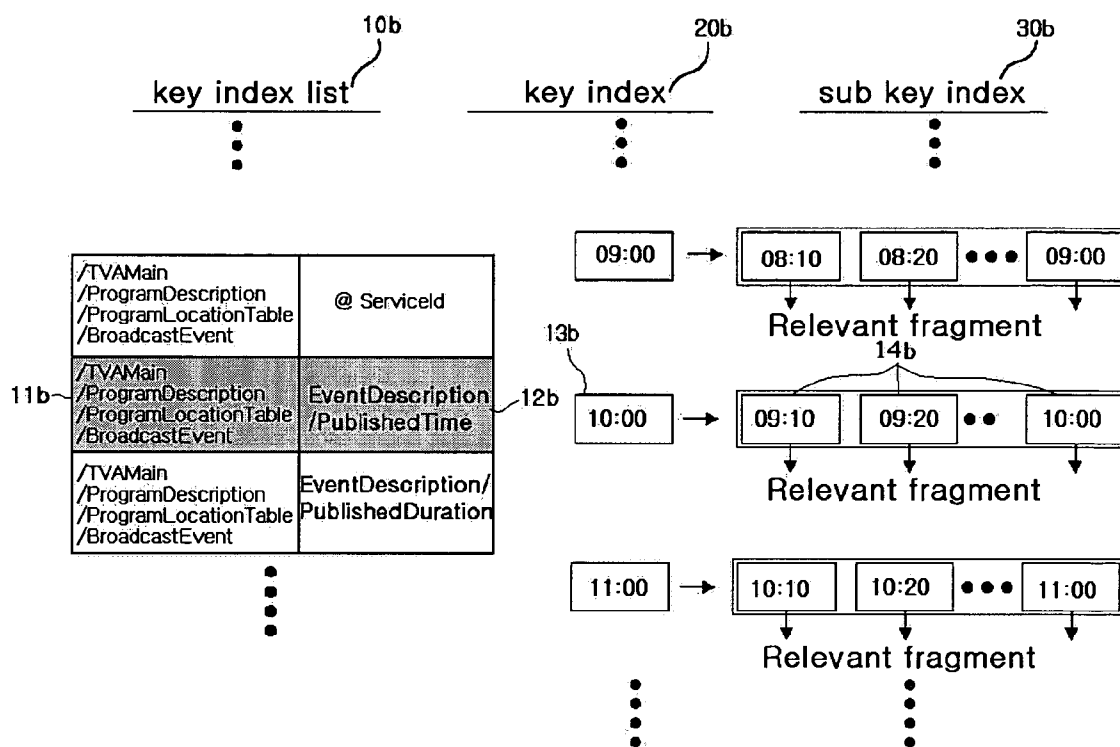 10b
20b
30b
key index list
key index
sub key index
/TVAMain
/ProgramDescription
/ProgramLocationTable
/BroadcastEvent
@ ServiceId
11b
/TVAMain
/ProgramDescription
/ProgramLocationTable
/BroadcastEvent
EventDescription
/PublishedTime
12b
/TVAMain
/ProgramDescription
/ProgramLocationTable
/BroadcastEvent
EventDescription/
PublishedDuration
09:00
08:10
08:20
09:00
Relevant fragment
13b
14b
10:00
09:10
09:20
10:00
Relevant fragment
11:00
10:10
10:20
11:00
Relevant fragment